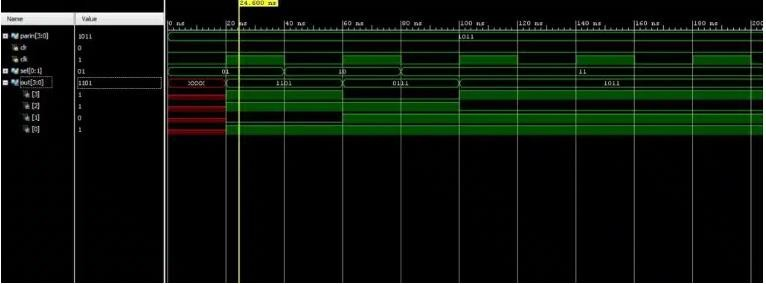 24.600 ns
Name Value
0 ns 20 ns 40 ns 60 ns 80 ns 100 ns 120 ns 140 ns 160 ns 180 ns 200
parin[3:0] 1011 1011
clr 0
clk 1
sel[0:1] 01 01 10 11
out[3:0] 1101 XXXX 1101 0111 1011
[3] 1
[2] 1
[1] 0
[0] 1